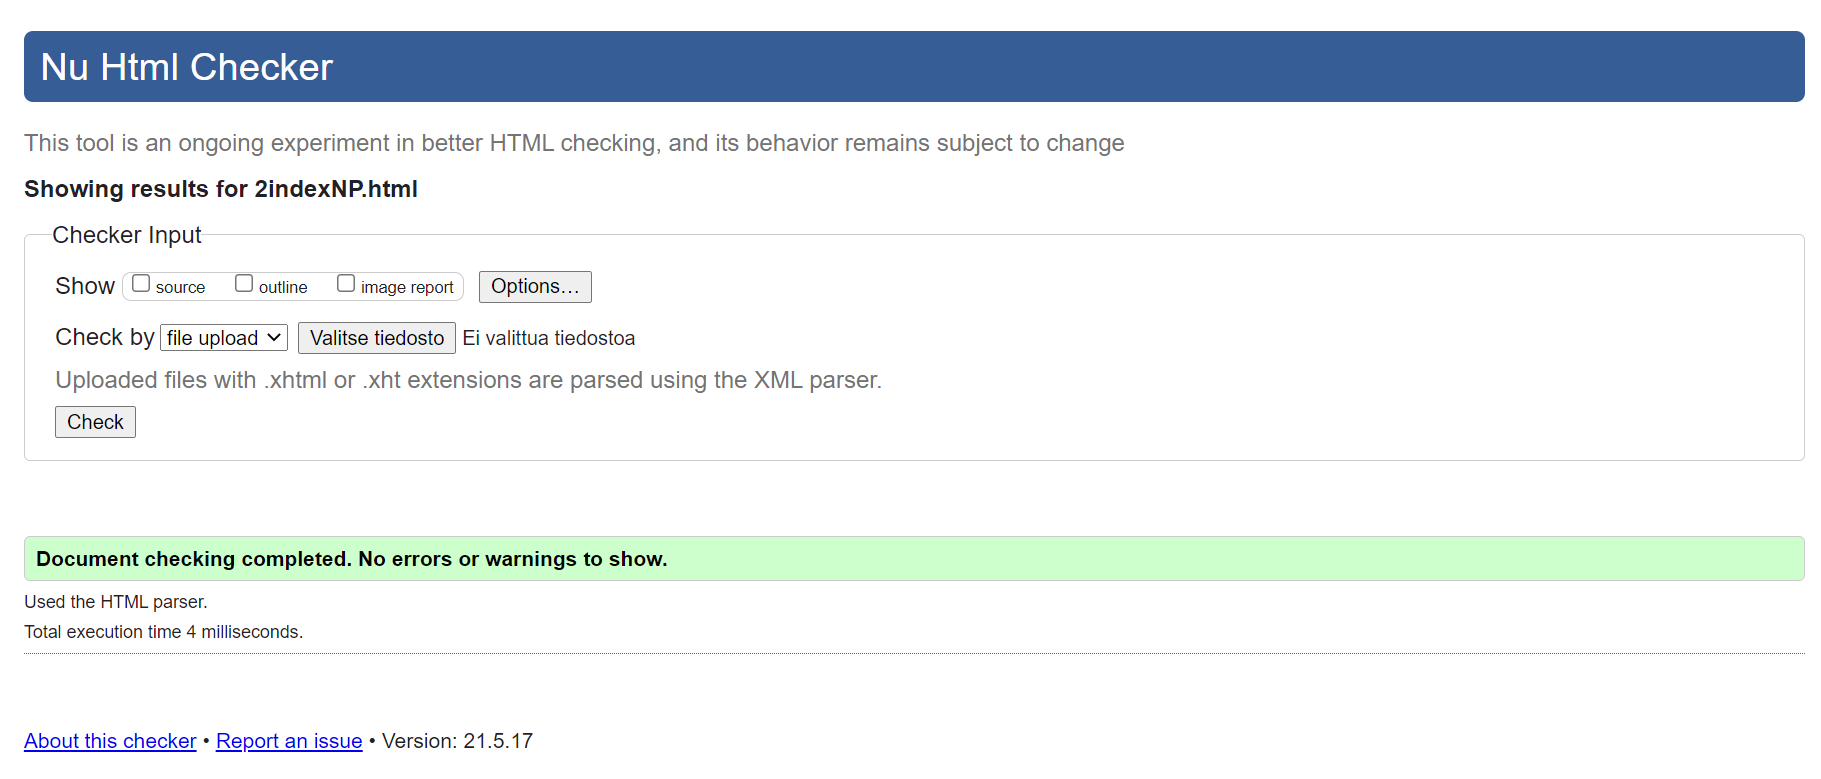 Nu Html Checker
This tool is an ongoing experiment in better HTML checking, and its behavior remains subject to change
Showing results for 2indexNP.html
Checker Input
Show source outline image report Options...
Check by file upload Valitse tiedosto Ei valittua tiedostoa
Uploaded files with .xhtml or .xht extensions are parsed using the XML parser.
Check
Document checking completed. No errors or warnings to show.
Used the HTML parser.
Total execution time 4 milliseconds.
About this checker • Report an issue • Version: 21.5.17